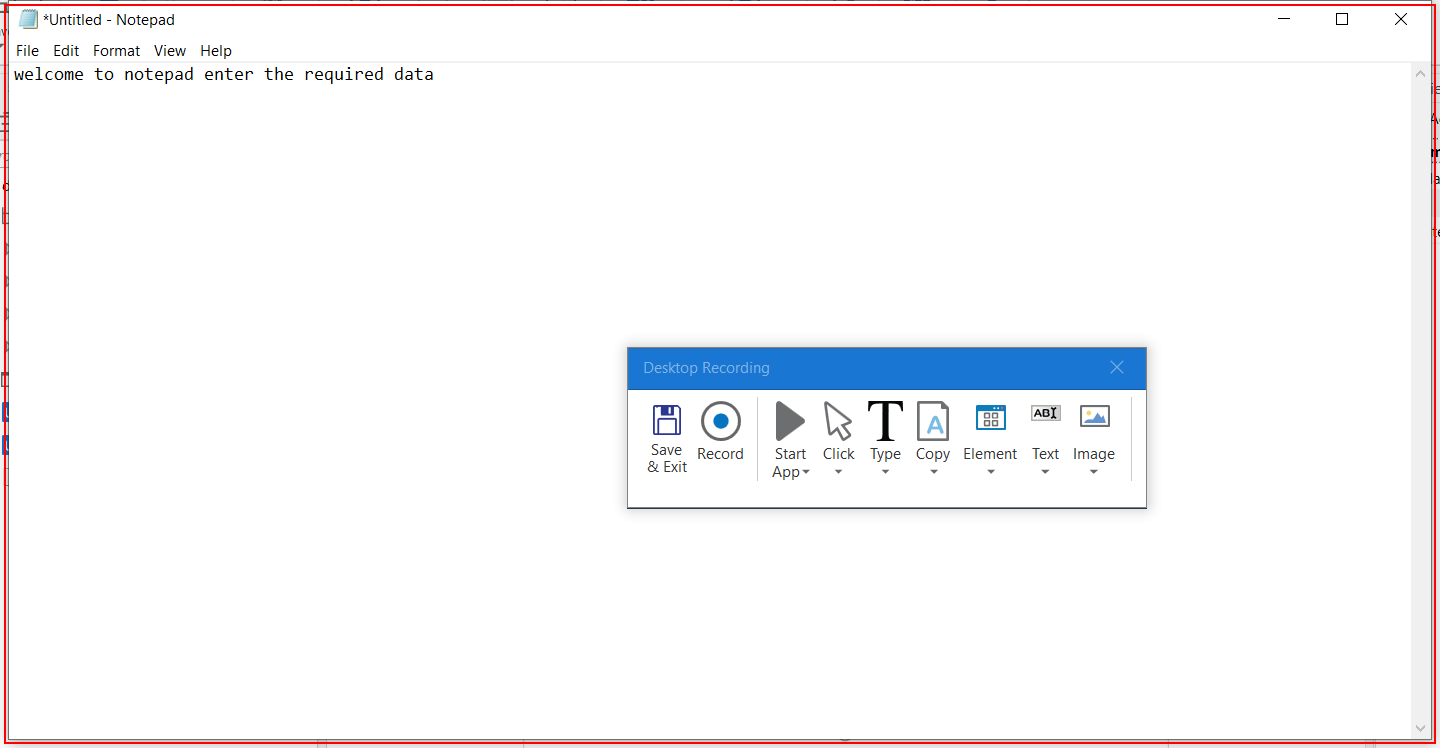 *Untitled - Notepad
File Edit Format View Help
welcome to notepad enter the required data
Desktop Recording
Save & Exit
Record
Start App
Click
Type
Copy
Element
ABI
Text
Image